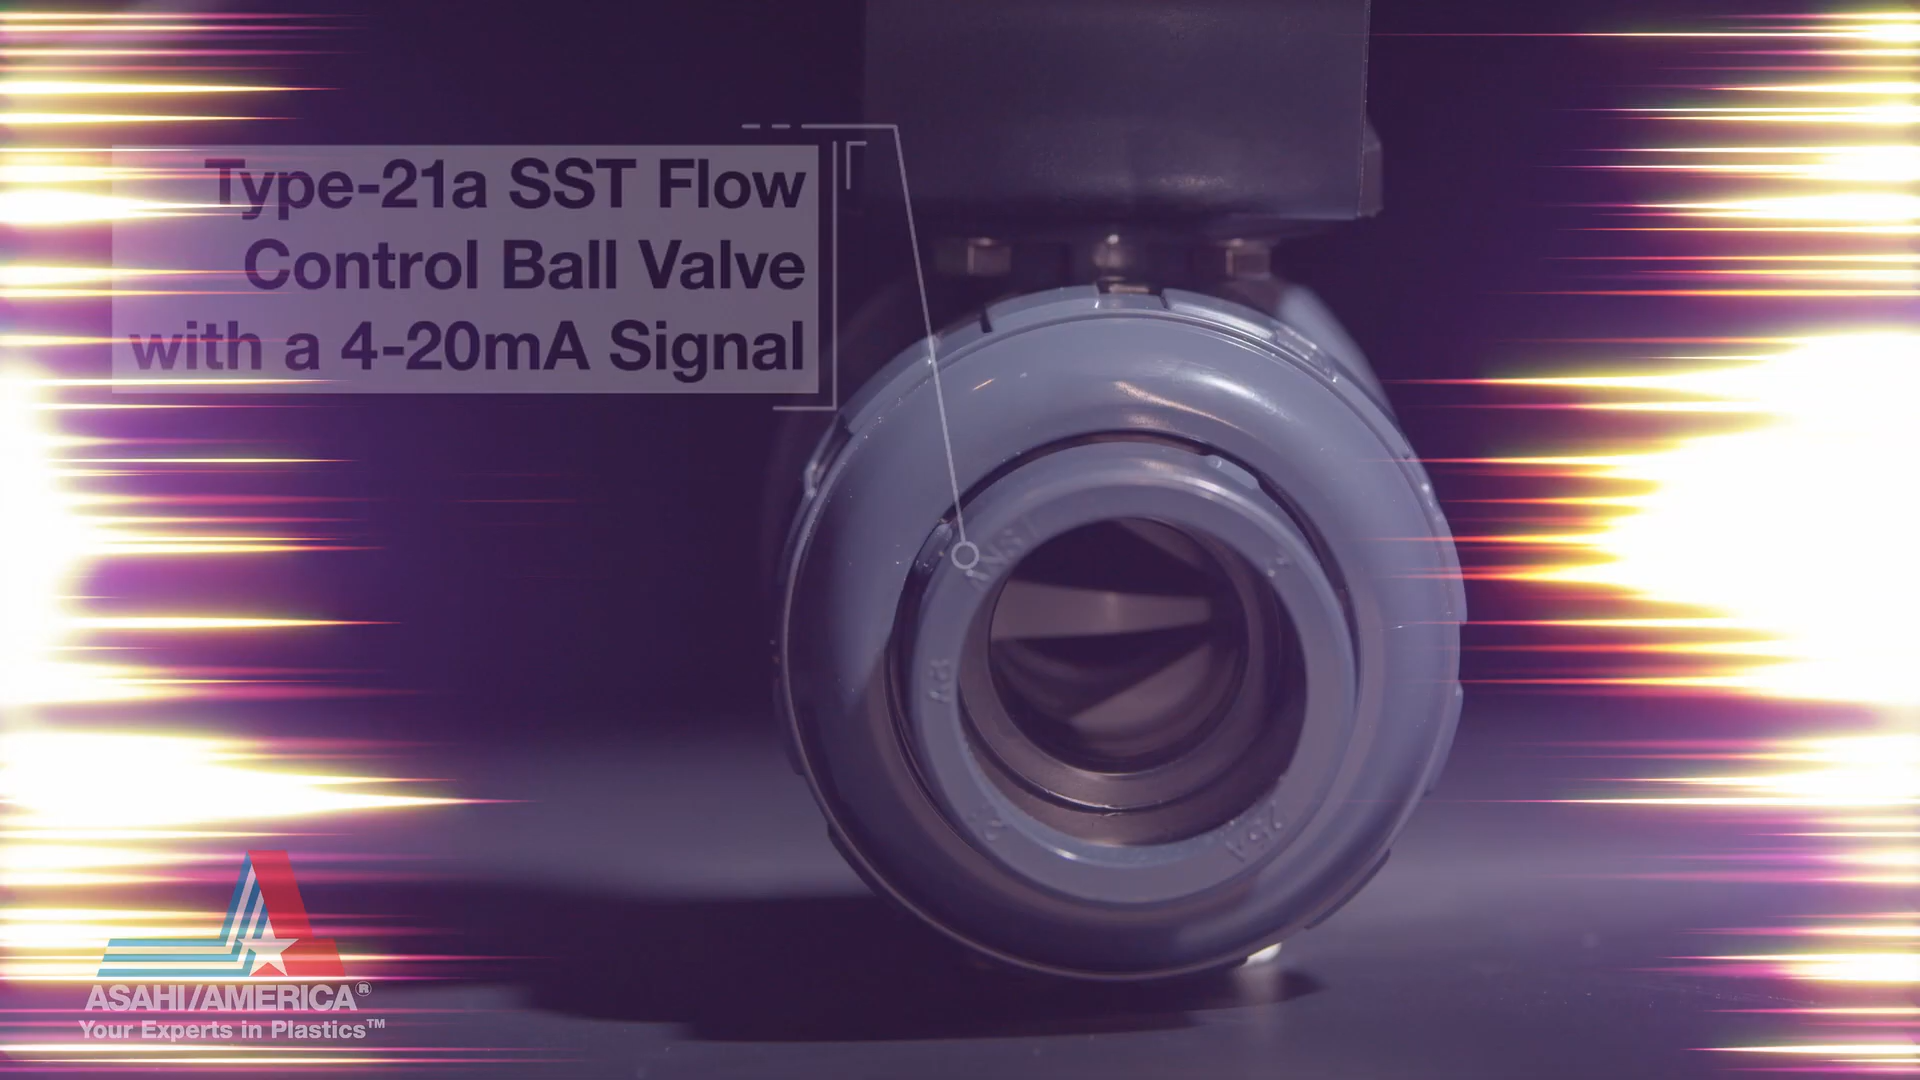 Type-21a SST Flow
Control Ball Valve
with a 4-20mA Signal
ASAHI/AMERICA®
Your Experts in Plastics™